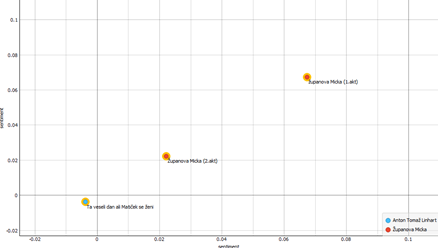 0.1
0.08
Županova Micka (1.akt)
0.06
sentiment
0.04
Županova Micka (2.akt)
0.02
0
Ta veseli dan ali Matiček se ženi
-0.02
Anton Tomaž Linhart
Županova Micka
-0.02 0 0.02 0.04 0.06 0.08 0.1
sentiment